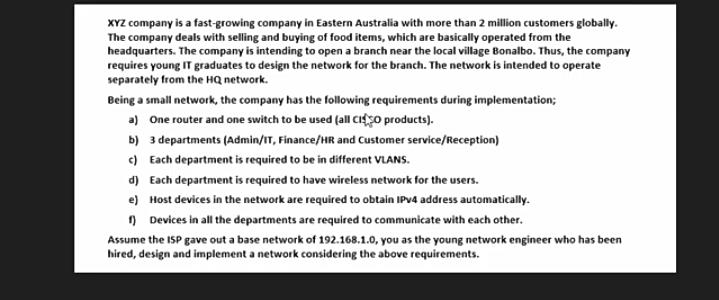 XYZ company is a fast-growing company in Eastern Australia with more than 2 million customers globally.
The company deals with selling and buying of food items, which are basically operated from the
headquarters. The company is intending to open a branch near the local village Bonalbo. Thus, the company
requires young IT graduates to design the network for the branch. The network is intended to operate
separately from the HQ network.
Being a small network, the company has the following requirements during implementation;
a) One router and one switch to be used (all CISCO products).
b) 3 departments (Admin/IT, Finance/HR and Customer service/Reception)
c) Each department is required to be in different VLANS.
d) Each department is required to have wireless network for the users.
e) Host devices in the network are required to obtain IPv4 address automatically.
f) Devices in all the departments are required to communicate with each other.
Assume the ISP gave out a base network of 192.168.1.0, you as the young network engineer who has been
hired, design and implement a network considering the above requirements.